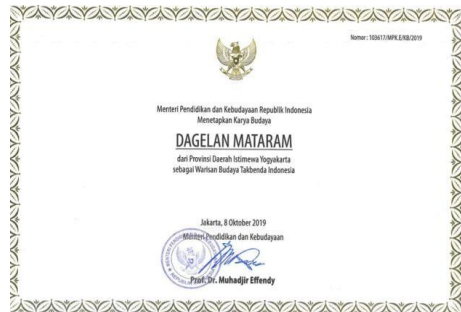 Nomor : 103617/MPK.E/KB/2019
Menteri Pendidikan dan Kebudayaan Republik Indonesia
Menetapkan Karya Budaya
DAGELAN MATARAM
dari Provinsi Daerah Istimewa Yogyakarta
sebagai Warisan Budaya Takbenda Indonesia
Jakarta, 8 Oktober 2019
Menteri Pendidikan dan Kebudayaan
Prof. Dr. Muhadjir Effendy